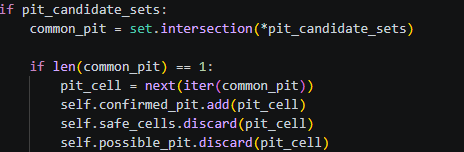 if pit_candidate_sets:
    common_pit = set.intersection(*pit_candidate_sets)

    if len(common_pit) == 1:
        pit_cell = next(iter(common_pit))
        self.confirmed_pit.add(pit_cell)
        self.safe_cells.discard(pit_cell)
        self.possible_pit.discard(pit_cell)